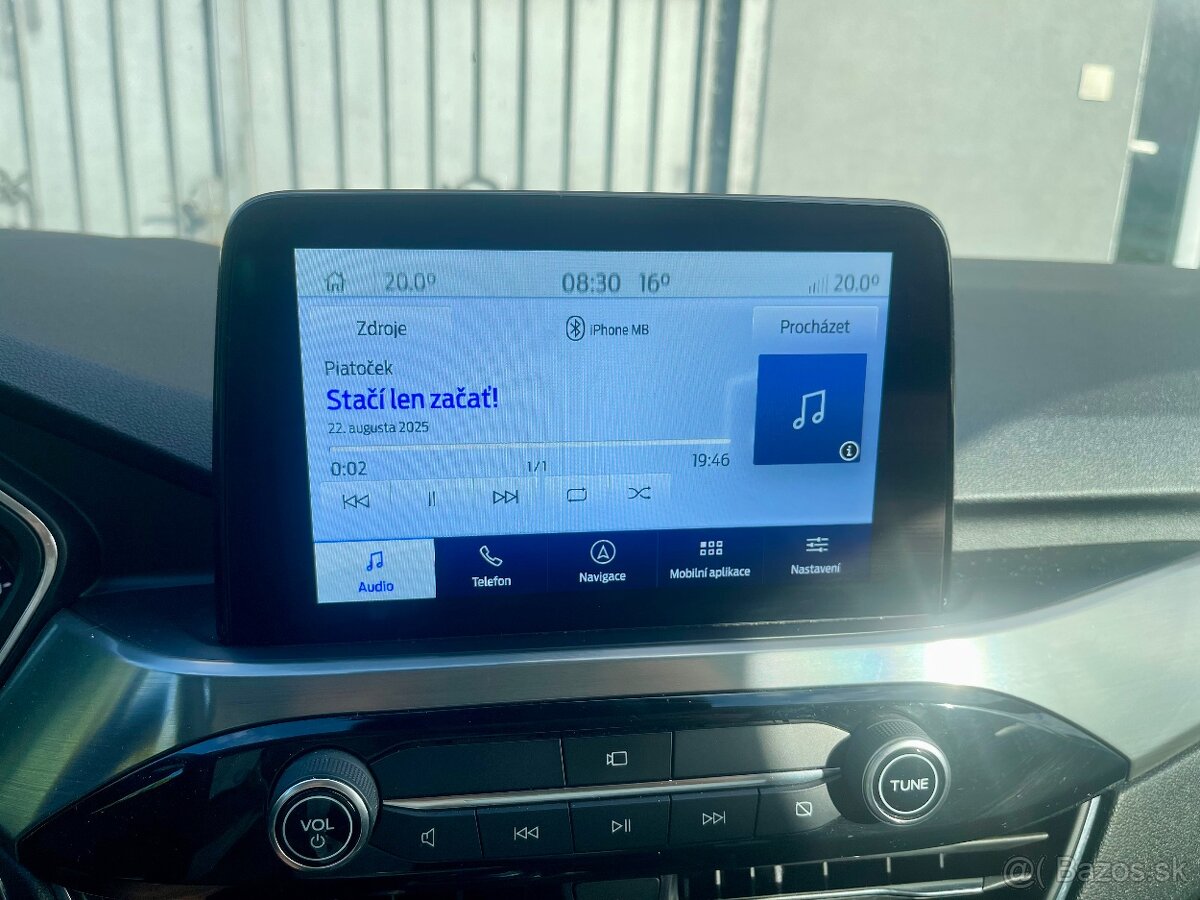 20.0° 08:30 16° 20.0°
Zdroje iPhone MB Procházet
Piatoček
Stačí len začať!
22. augusta 2025
0:02 1/1 19:46
Audio Telefon Navigace Mobilní aplikace Nastavení
VOL TUNE
@( Bazos.sk